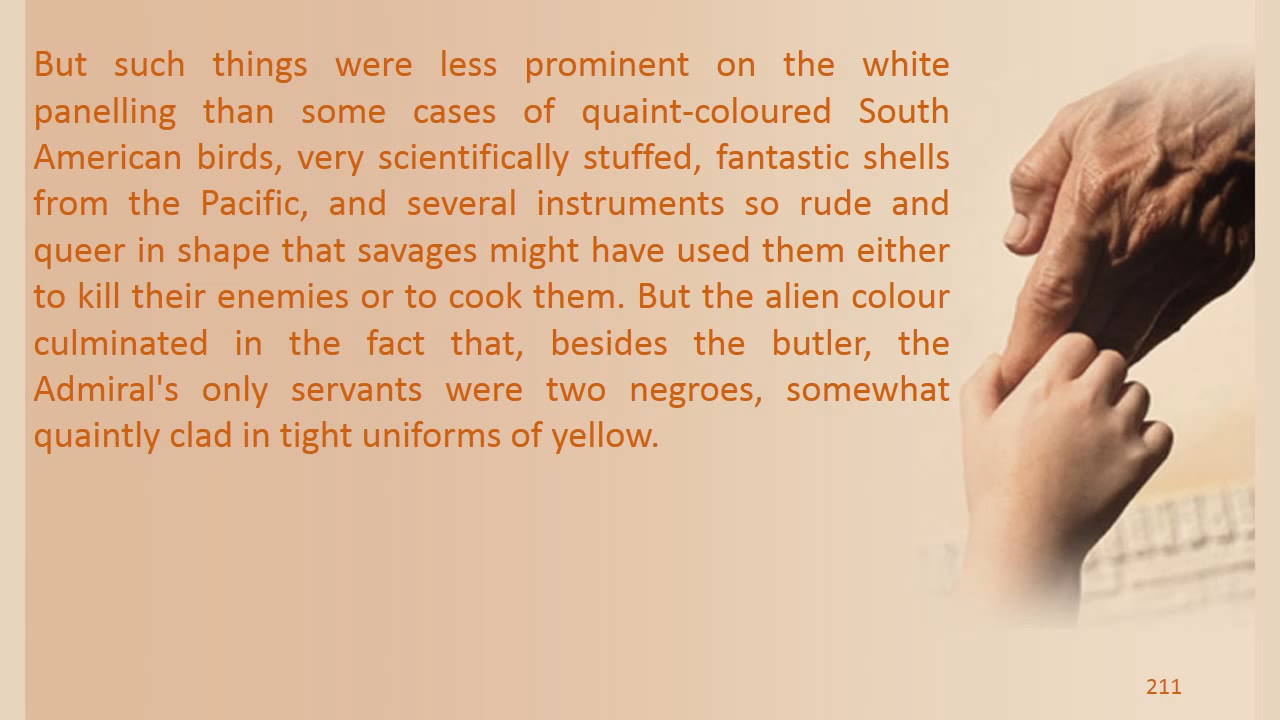 But such things were less prominent on the white
panelling than some cases of quaint-coloured South
American birds, very scientifically stuffed, fantastic shells
from the Pacific, and several instruments so rude and
queer in shape that savages might have used them either
to kill their enemies or to cook them. But the alien colour
culminated in the fact that, besides the butler, the
Admiral's only servants were two negroes, somewhat
quaintly clad in tight uniforms of yellow.
211